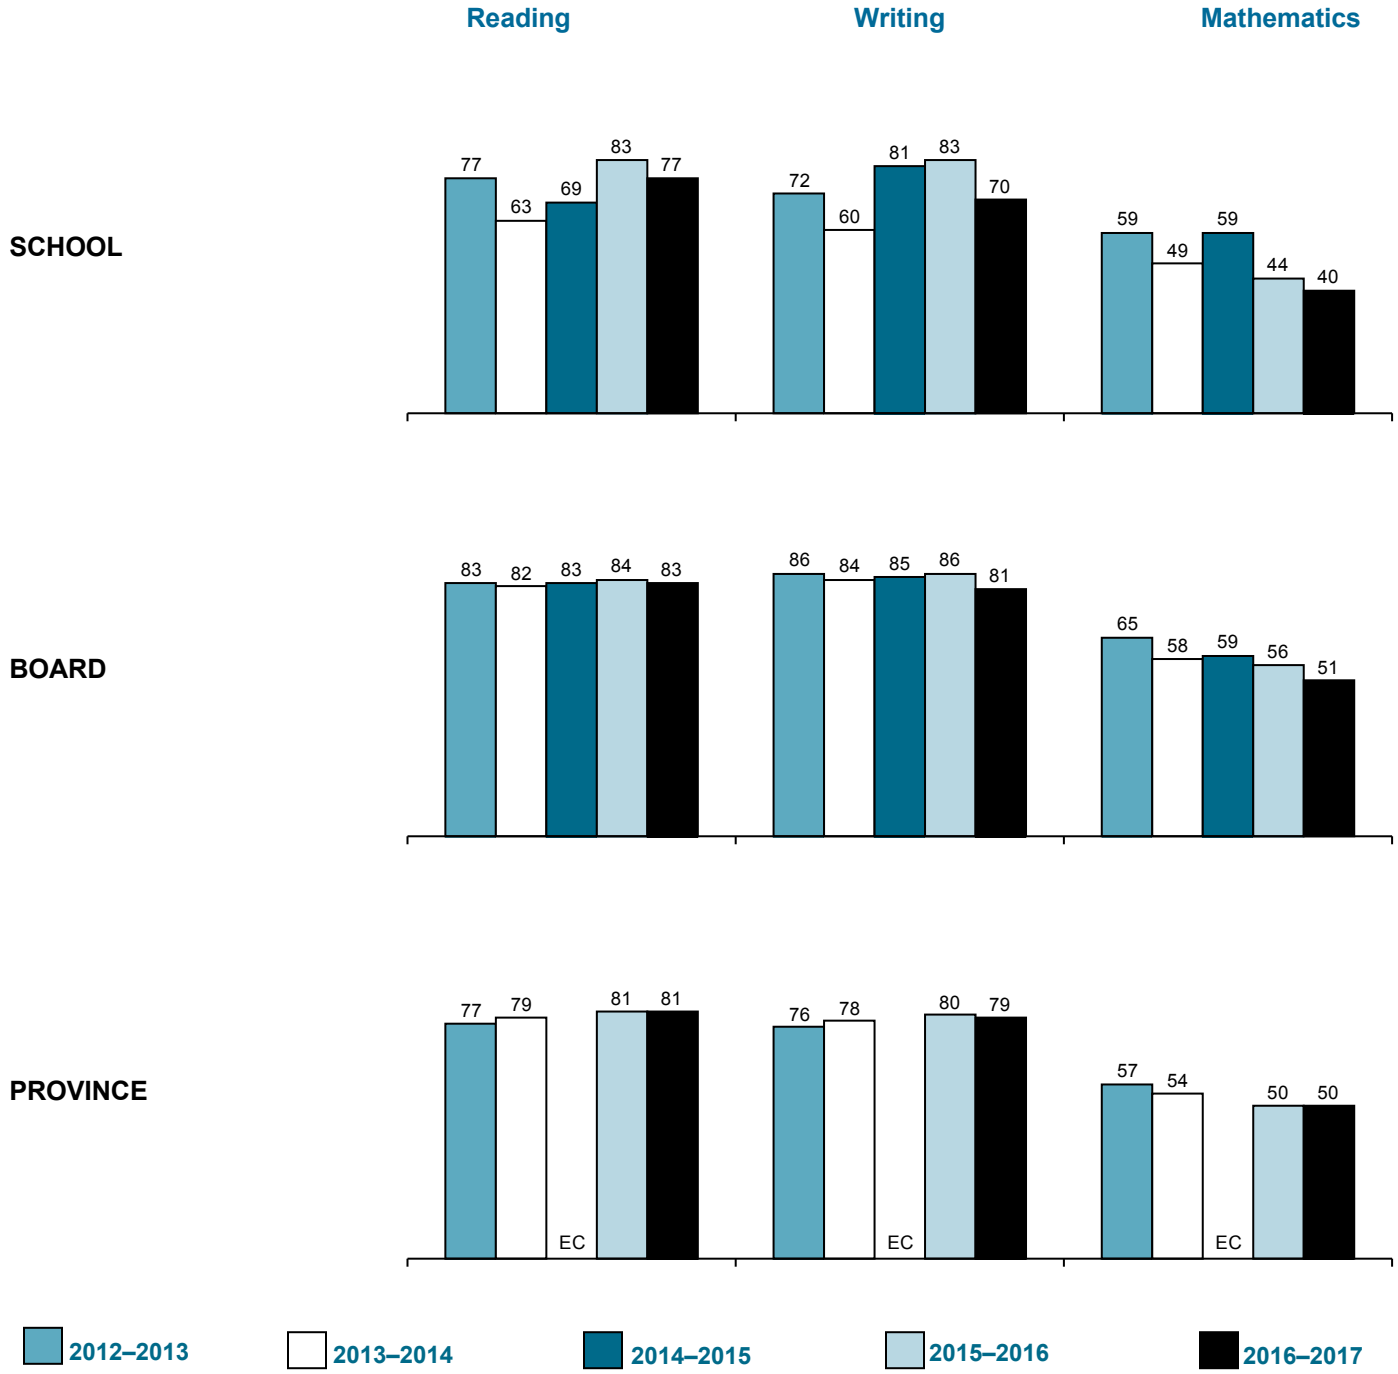 Reading Writing Mathematics
SCHOOL
77 63 69 83 77
72 60 81 83 70
59 49 59 44 40
BOARD
83 82 83 84 83
86 84 85 86 81
65 58 59 56 51
PROVINCE
77 79 EC 81 81
76 78 EC 80 79
57 54 EC 50 50
2012–2013 2013–2014 2014–2015 2015–2016 2016–2017